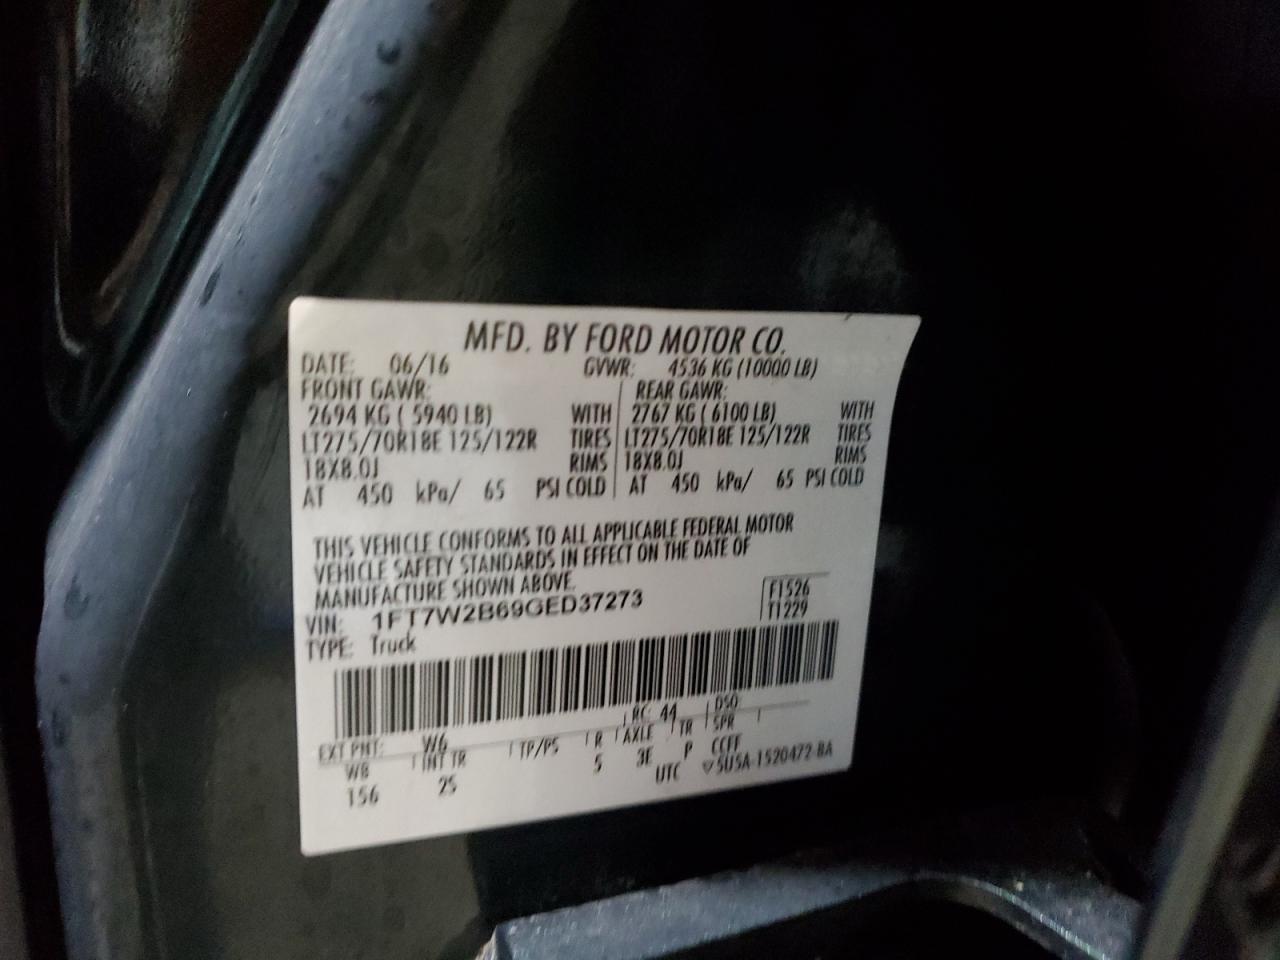 MFD. BY FORD MOTOR CO.
DATE: 06/16 GVWR: 4536 KG (10000 LB)
FRONT GAWR: REAR GAWR:
2694 KG ( 5940 LB) WITH 2767 KG ( 6100 LB) WITH
LT275/70R18E 125/122R TIRES LT275/70R18E 125/122R TIRES
18X8.0J RIMS 18X8.0J RIMS
AT 450 kPa/ 65 PSI COLD AT 450 kPa/ 65 PSI COLD
THIS VEHICLE CONFORMS TO ALL APPLICABLE FEDERAL MOTOR
VEHICLE SAFETY STANDARDS IN EFFECT ON THE DATE OF
MANUFACTURE SHOWN ABOVE.
VIN: 1FT7W2B69GED37273
F1526
T1229
TYPE: Truck
EXT PNT: W6 RC: 44 DSO:
WB INT TR TP/PS R AXLE TR SPR
156 25 5 3E P CCFF
UTC ▽5U5A-1520472-BA